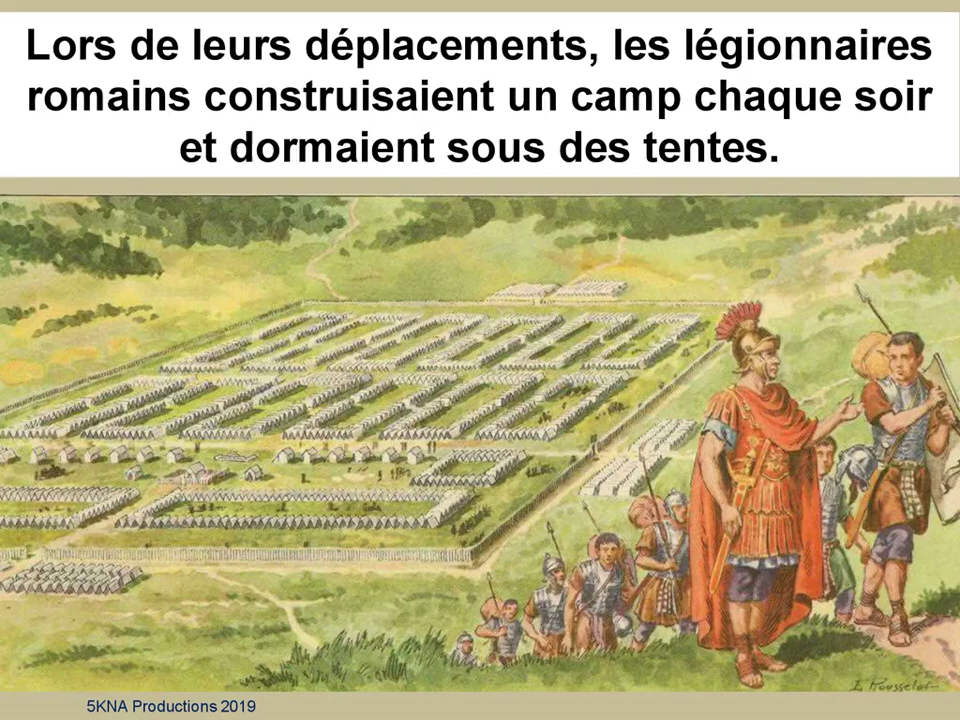 Lors de leurs déplacements, les légionnaires
romains construisaient un camp chaque soir
et dormaient sous des tentes.
L. Rousselot
5KNA Productions 2019